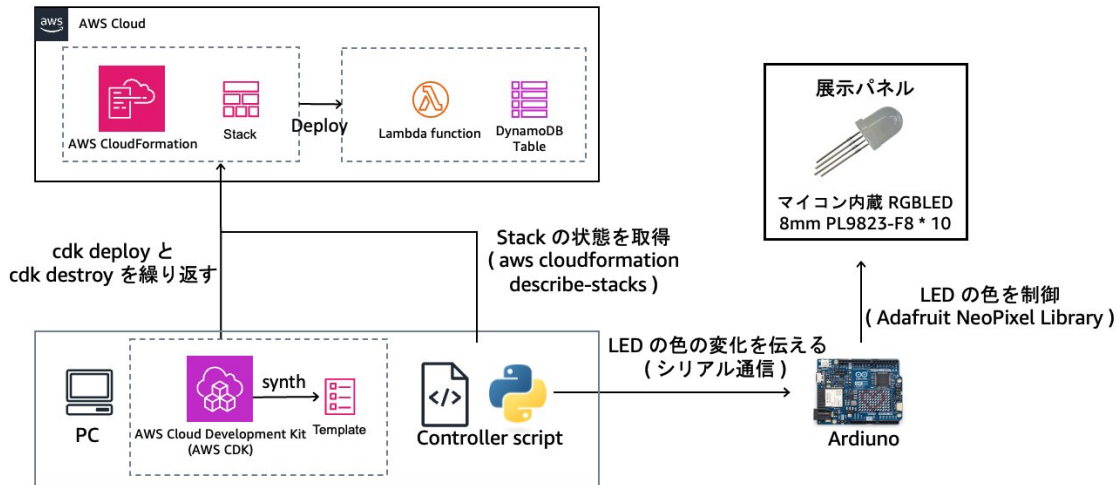 aws
AWS Cloud
AWS CloudFormation
Stack
Deploy
Lambda function
DynamoDB
Table
展示パネル
マイコン内蔵 RGBLED
8mm PL9823-F8 * 10
cdk deploy と
cdk destroy を繰り返す
Stack の状態を取得
( aws cloudformation
describe-stacks )
LED の色を制御
( Adafruit NeoPixel Library )
PC
synth
AWS Cloud Development Kit
(AWS CDK)
Template
Controller script
LED の色の変化を伝える
( シリアル通信 )
Ardiuno